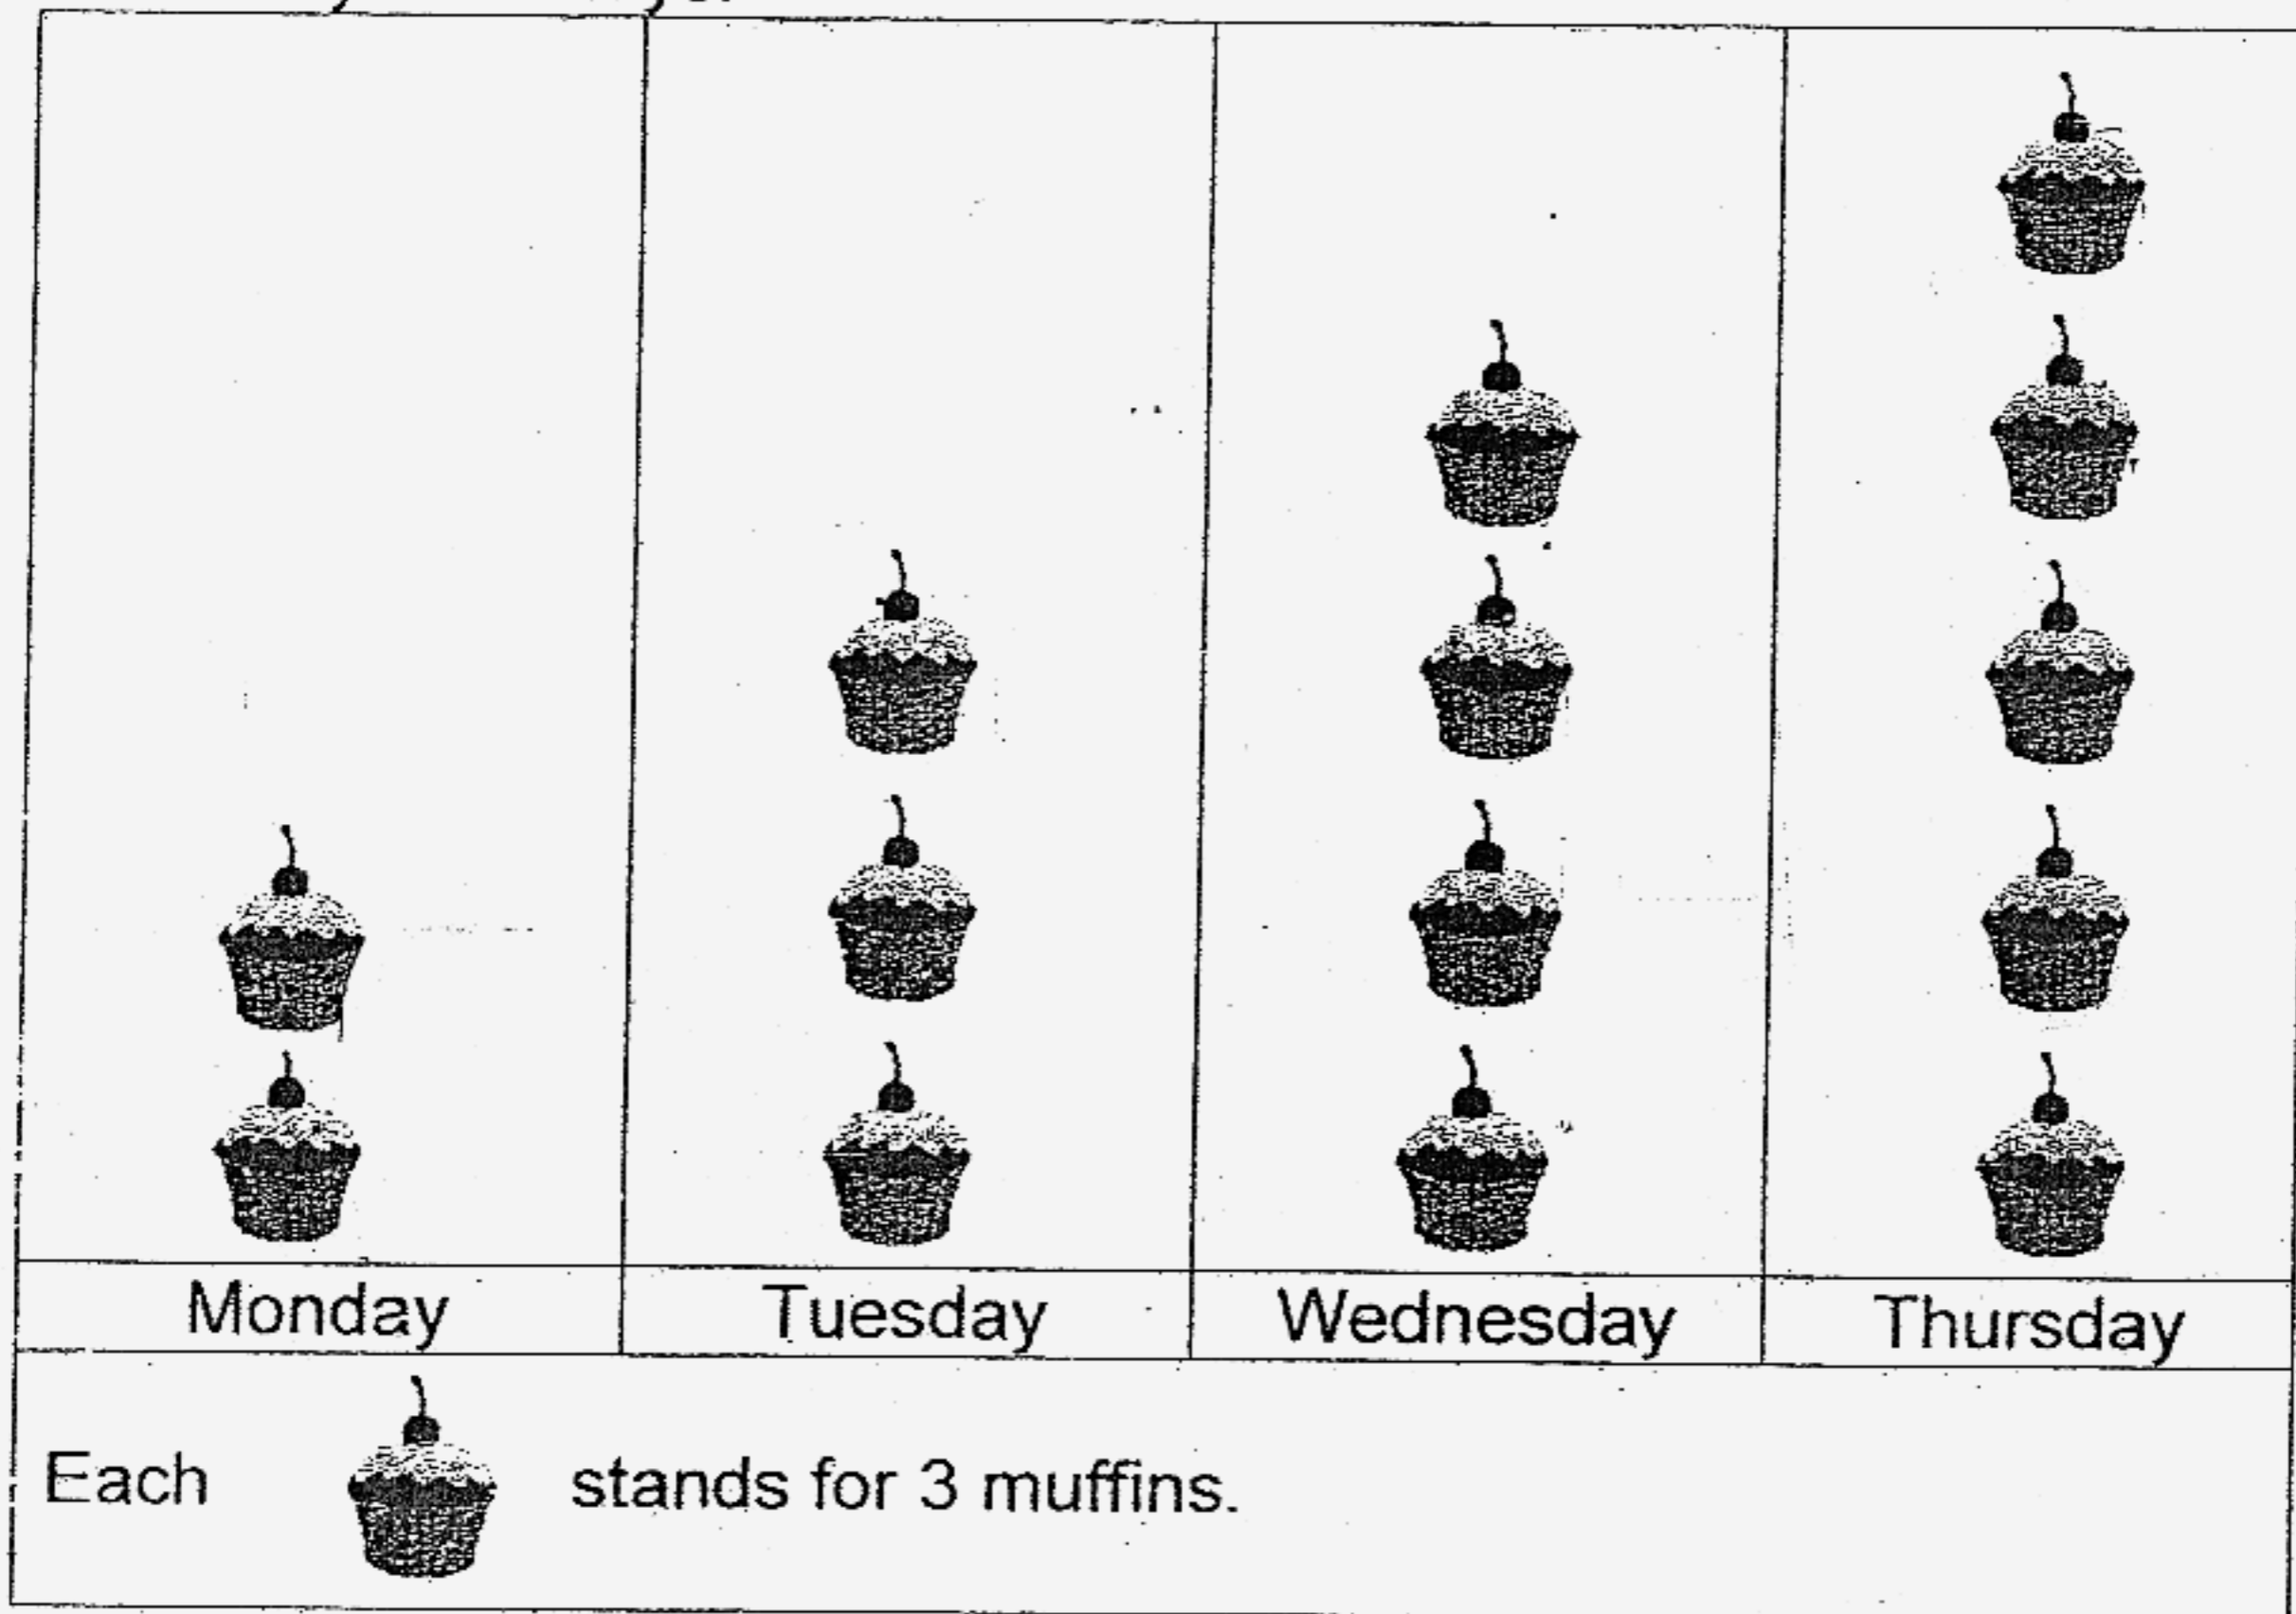 Monday
Tuesday
Wednesday
Thursday
Each stands for 3 muffins.